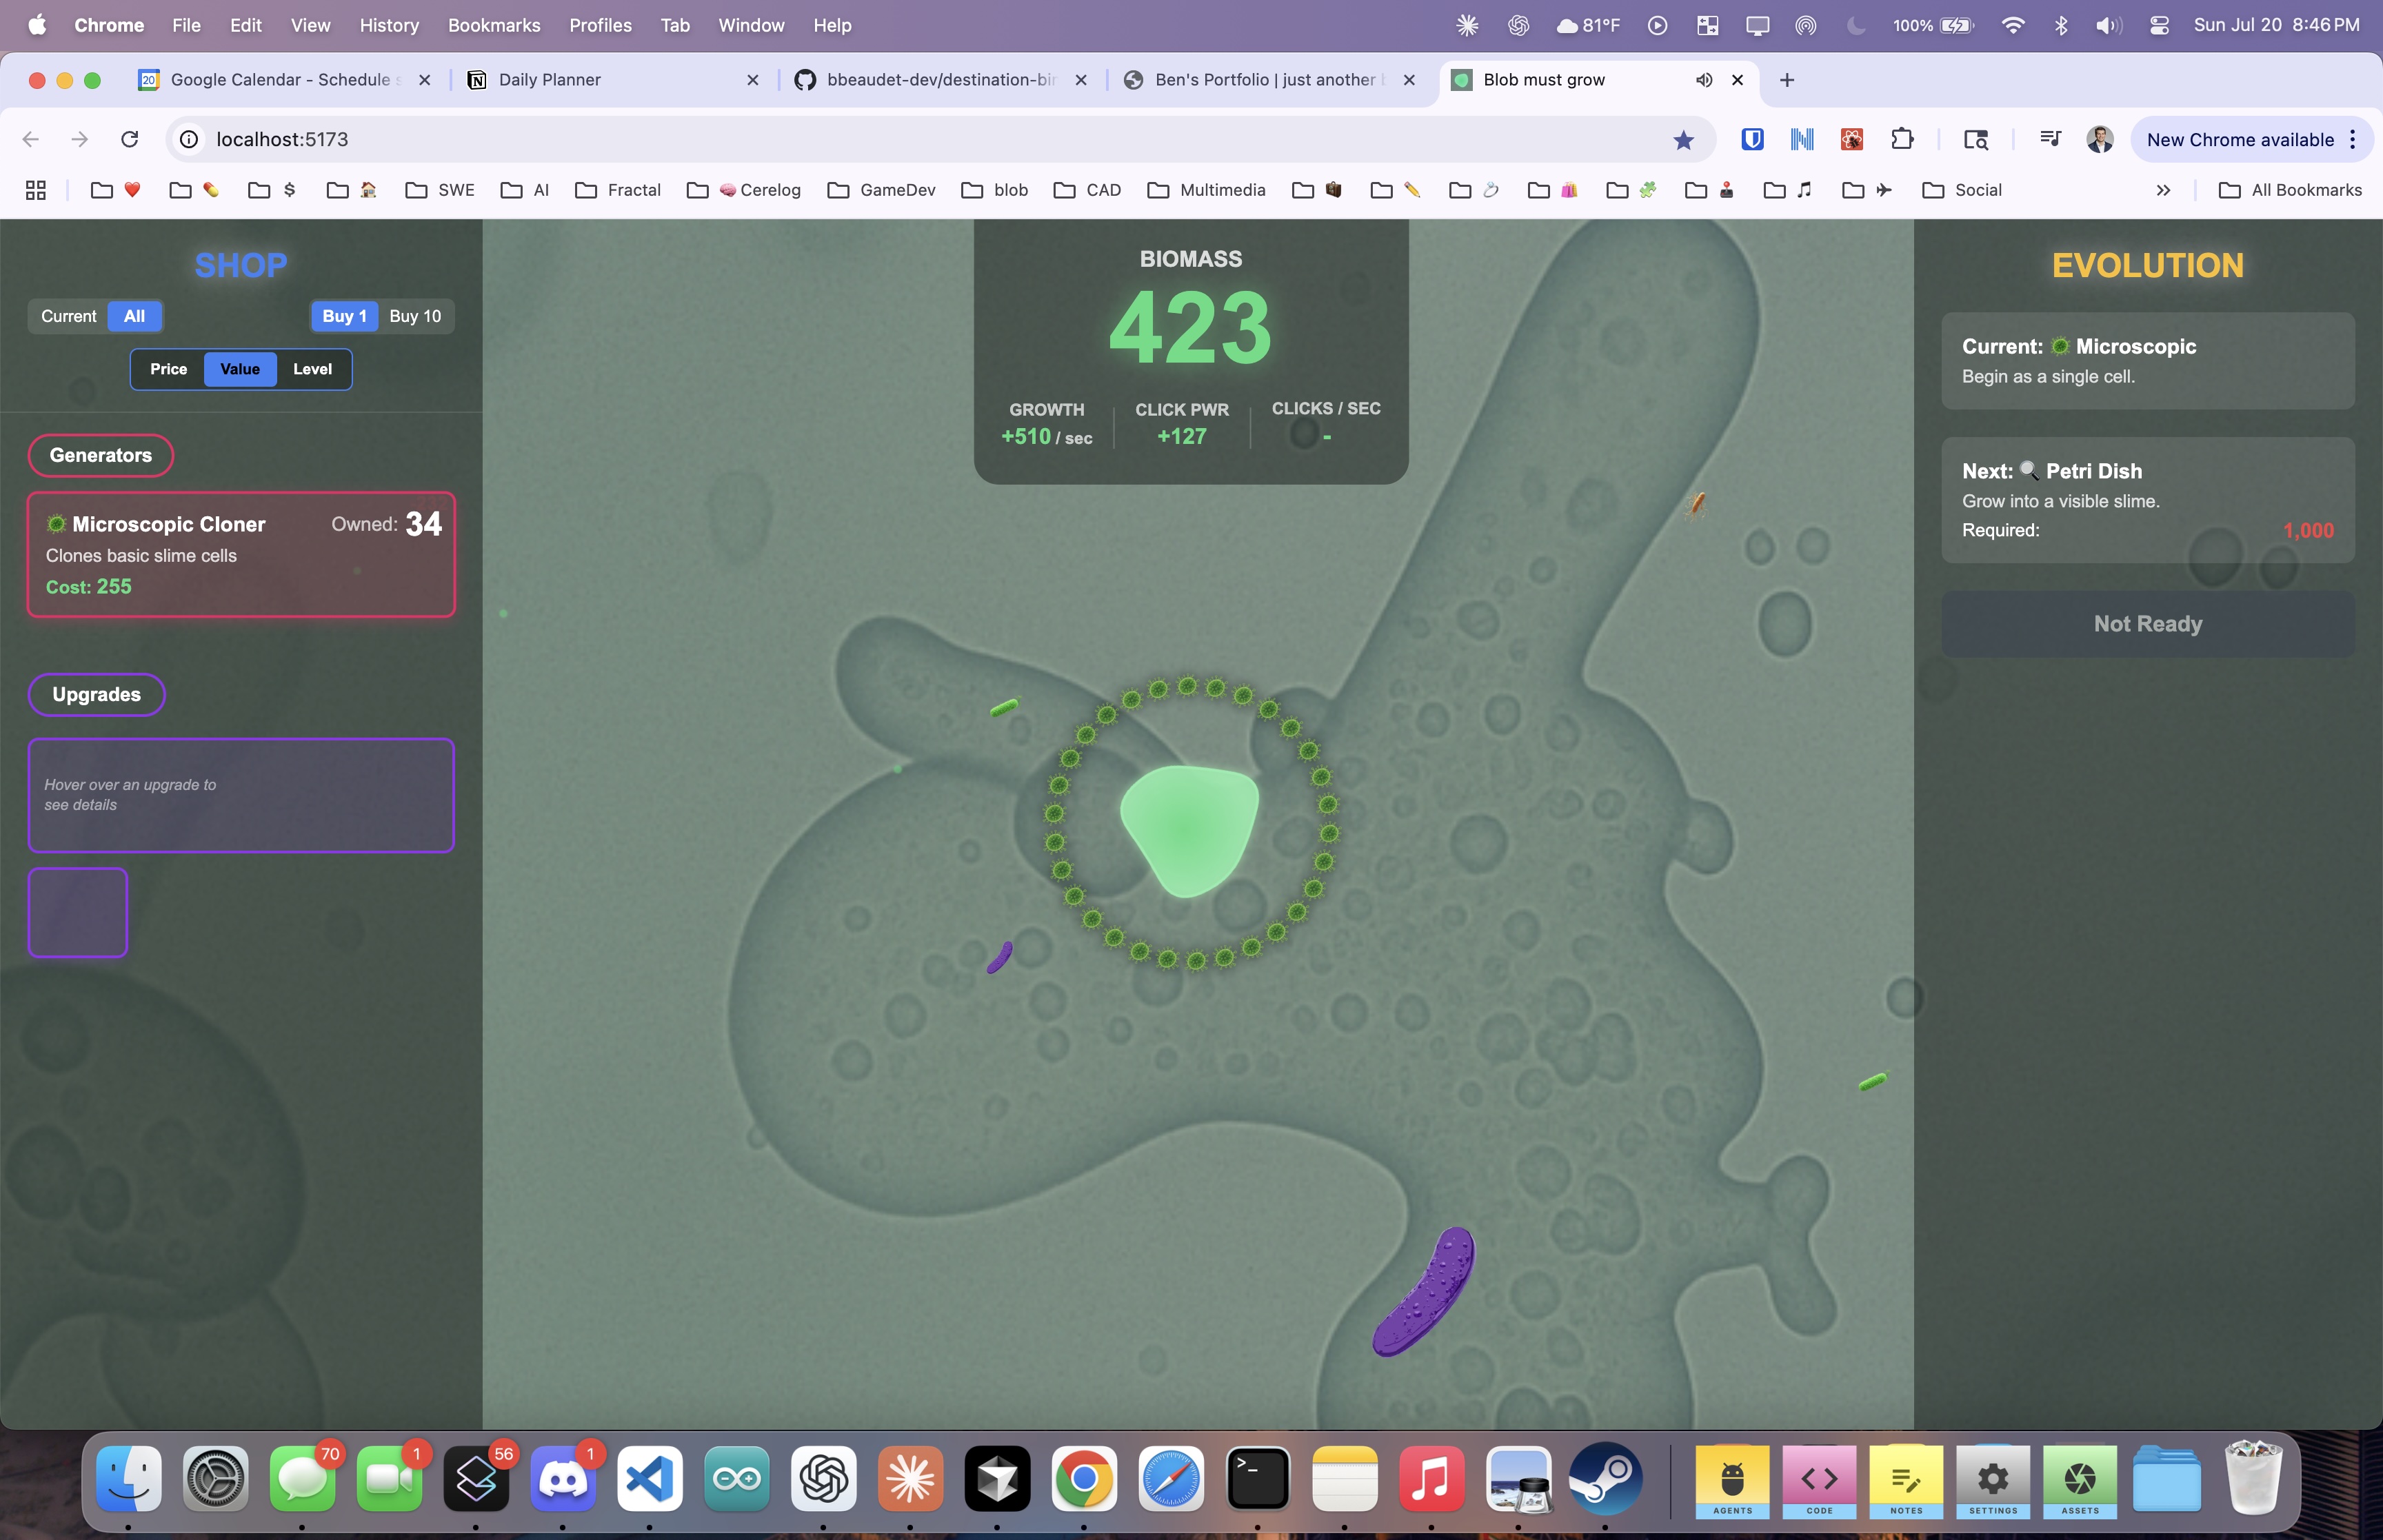 Chrome File Edit View History Bookmarks Profiles Tab Window Help 81°F 100% Sun Jul 20 8:46 PM
20 Google Calendar - Schedule s Daily Planner bbeaudet-dev/destination-bir Ben's Portfolio | just another b Blob must grow
localhost:5173 New Chrome available
$ SWE AI Fractal Cerelog GameDev blob CAD Multimedia Social All Bookmarks
SHOP
Current All Buy 1 Buy 10
Price Value Level
Generators
Microscopic Cloner Owned: 34
Clones basic slime cells
Cost: 255
Upgrades
Hover over an upgrade to
see details
BIOMASS
423
GROWTH CLICK PWR CLICKS / SEC
+510 / sec +127 -
EVOLUTION
Current: Microscopic
Begin as a single cell.
Next: Petri Dish
Grow into a visible slime.
Required: 1,000
Not Ready
70 1 56 1
AGENTS CODE NOTES SETTINGS ASSETS